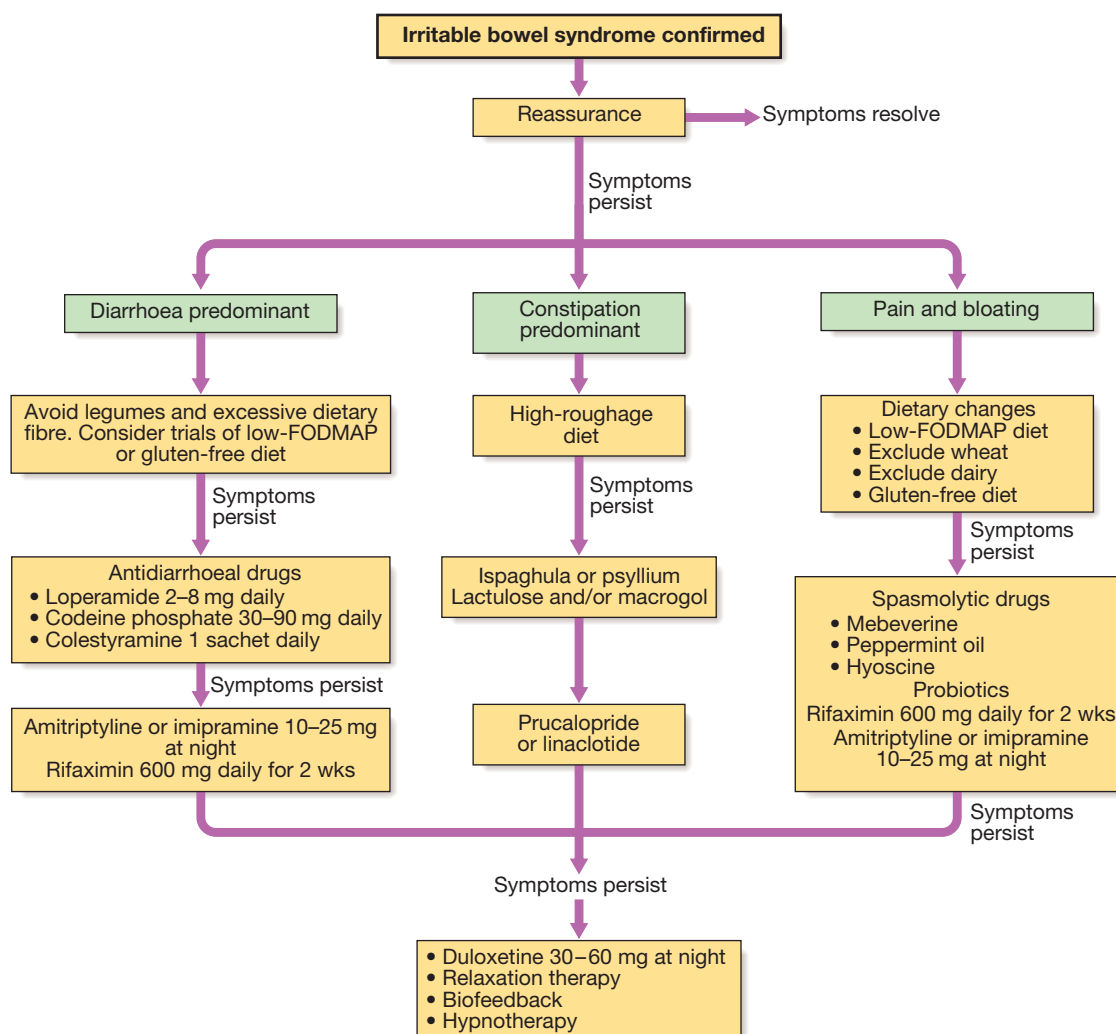 Irritable bowel syndrome confirmed
Reassurance
Symptoms resolve
Symptoms
persist
Diarrhoea predominant
Constipation
predominant
Pain and bloating
Avoid legumes and excessive dietary
fibre. Consider trials of low-FODMAP
or gluten-free diet
High-roughage
diet
Dietary changes
• Low-FODMAP diet
• Exclude wheat
• Exclude dairy
• Gluten-free diet
Symptoms
persist
Symptoms
persist
Symptoms
persist
Antidiarrhoeal drugs
• Loperamide 2–8 mg daily
• Codeine phosphate 30–90 mg daily
• Colestyramine 1 sachet daily
Ispaghula or psyllium
Lactulose and/or macrogol
Spasmolytic drugs
• Mebeverine
• Peppermint oil
• Hyoscine
Probiotics
Rifaximin 600 mg daily for 2 wks
Amitriptyline or imipramine
10–25 mg at night
Symptoms persist
Amitriptyline or imipramine 10–25 mg
at night
Rifaximin 600 mg daily for 2 wks
Prucalopride
or linaclotide
Symptoms
persist
Symptoms persist
• Duloxetine 30–60 mg at night
• Relaxation therapy
• Biofeedback
• Hypnotherapy